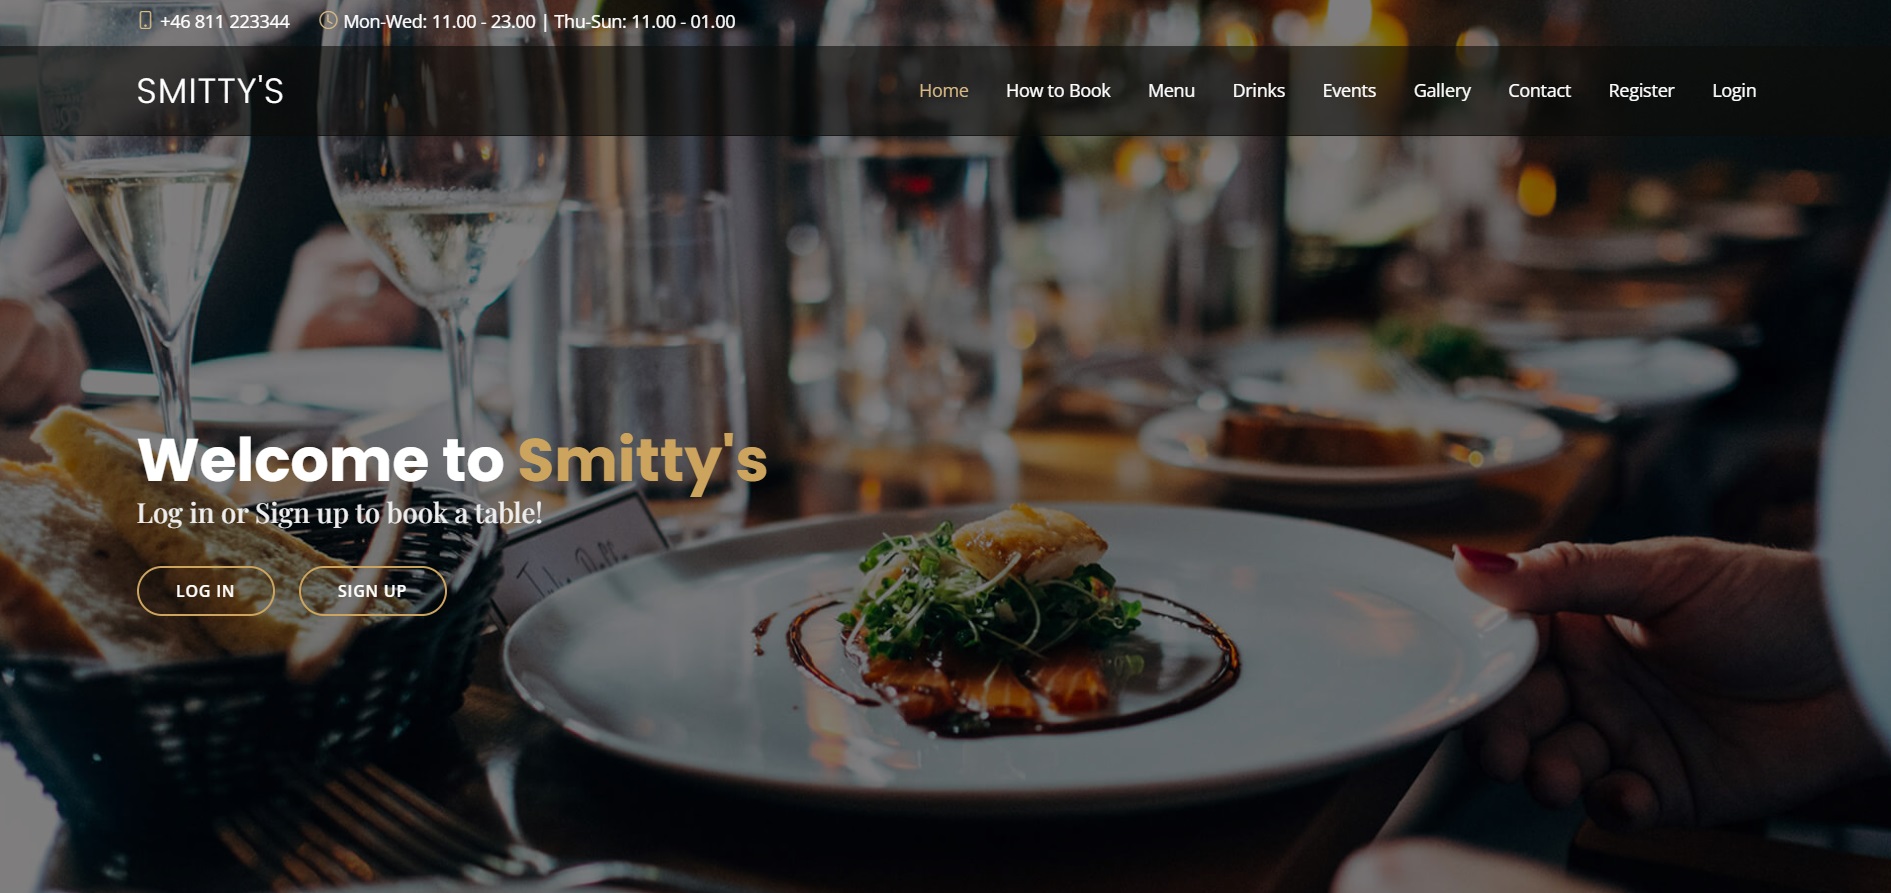 +46 811 223344 Mon-Wed: 11.00 - 23.00 | Thu-Sun: 11.00 - 01.00
SMITTY'S Home How to Book Menu Drinks Events Gallery Contact Register Login
Welcome to Smitty's
Log in or Sign up to book a table!
LOG IN SIGN UP